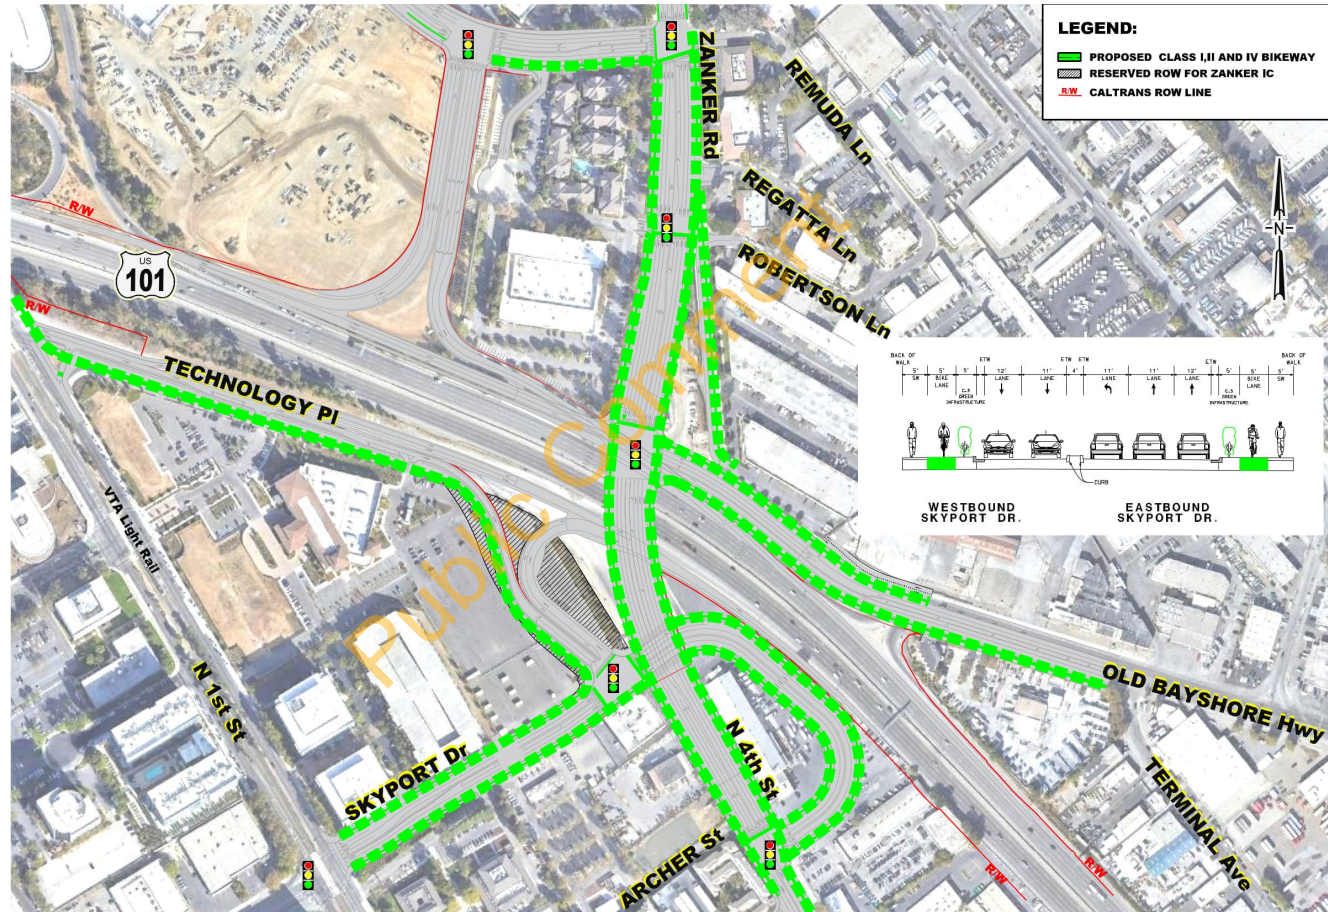 LEGEND:
PROPOSED CLASS I,II AND IV BIKEWAY
RESERVED ROW FOR ZANKER IC
R/W CALTRANS ROW LINE
ZANKER Rd
REMUDA Ln
REGATTA Ln
ROBERTSON Ln
N
R/W
US
101
R/W
TECHNOLOGY Pl
VTA Light Rail
N 1st St
SKYPORT Dr
N 4th St
ARCHER St
OLD BAYSHORE Hwy
TERMINAL Ave
R/W
R/W
Public Comment
BACK OF
WALK
5'
SW
5'
BIKE
LANE
5'
C.3
GREEN
INFRASTRUCTURE
ETW
12'
LANE
11'
LANE
ETW
4'
ETW
11'
LANE
11'
LANE
12'
LANE
ETW
5'
C.3
GREEN
INFRASTRUCTURE
5'
BIKE
LANE
5'
SW
BACK OF
WALK
CURB
WESTBOUND
SKYPORT DR.
EASTBOUND
SKYPORT DR.